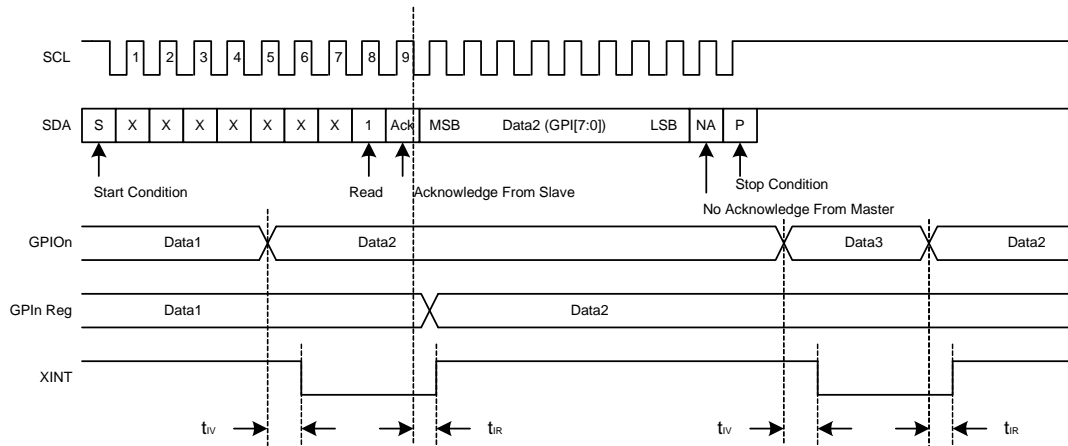 SCL 1 2 3 4 5 6 7 8 9
SDA S X X X X X X X 1 Ack MSB Data2 (GPI[7:0]) LSB NA P
Start Condition Read Acknowledge From Slave Stop Condition
No Acknowledge From Master
GPIOn Data1 Data2 Data3 Data2
GPIn Reg Data1 Data2
XINT
tIV tIR tIV tIR